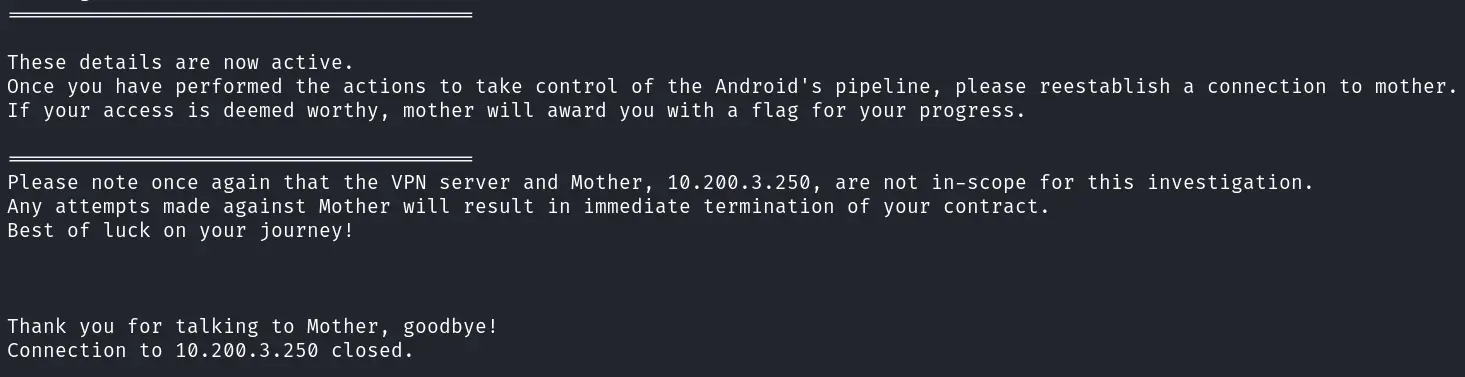 These details are now active.
Once you have performed the actions to take control of the Android's pipeline, please reestablish a connection to mother.
If your access is deemed worthy, mother will award you with a flag for your progress.
Please note once again that the VPN server and Mother, 10.200.3.250, are not in-scope for this investigation.
Any attempts made against Mother will result in immediate termination of your contract.
Best of luck on your journey!
Thank you for talking to Mother, goodbye!
Connection to 10.200.3.250 closed.